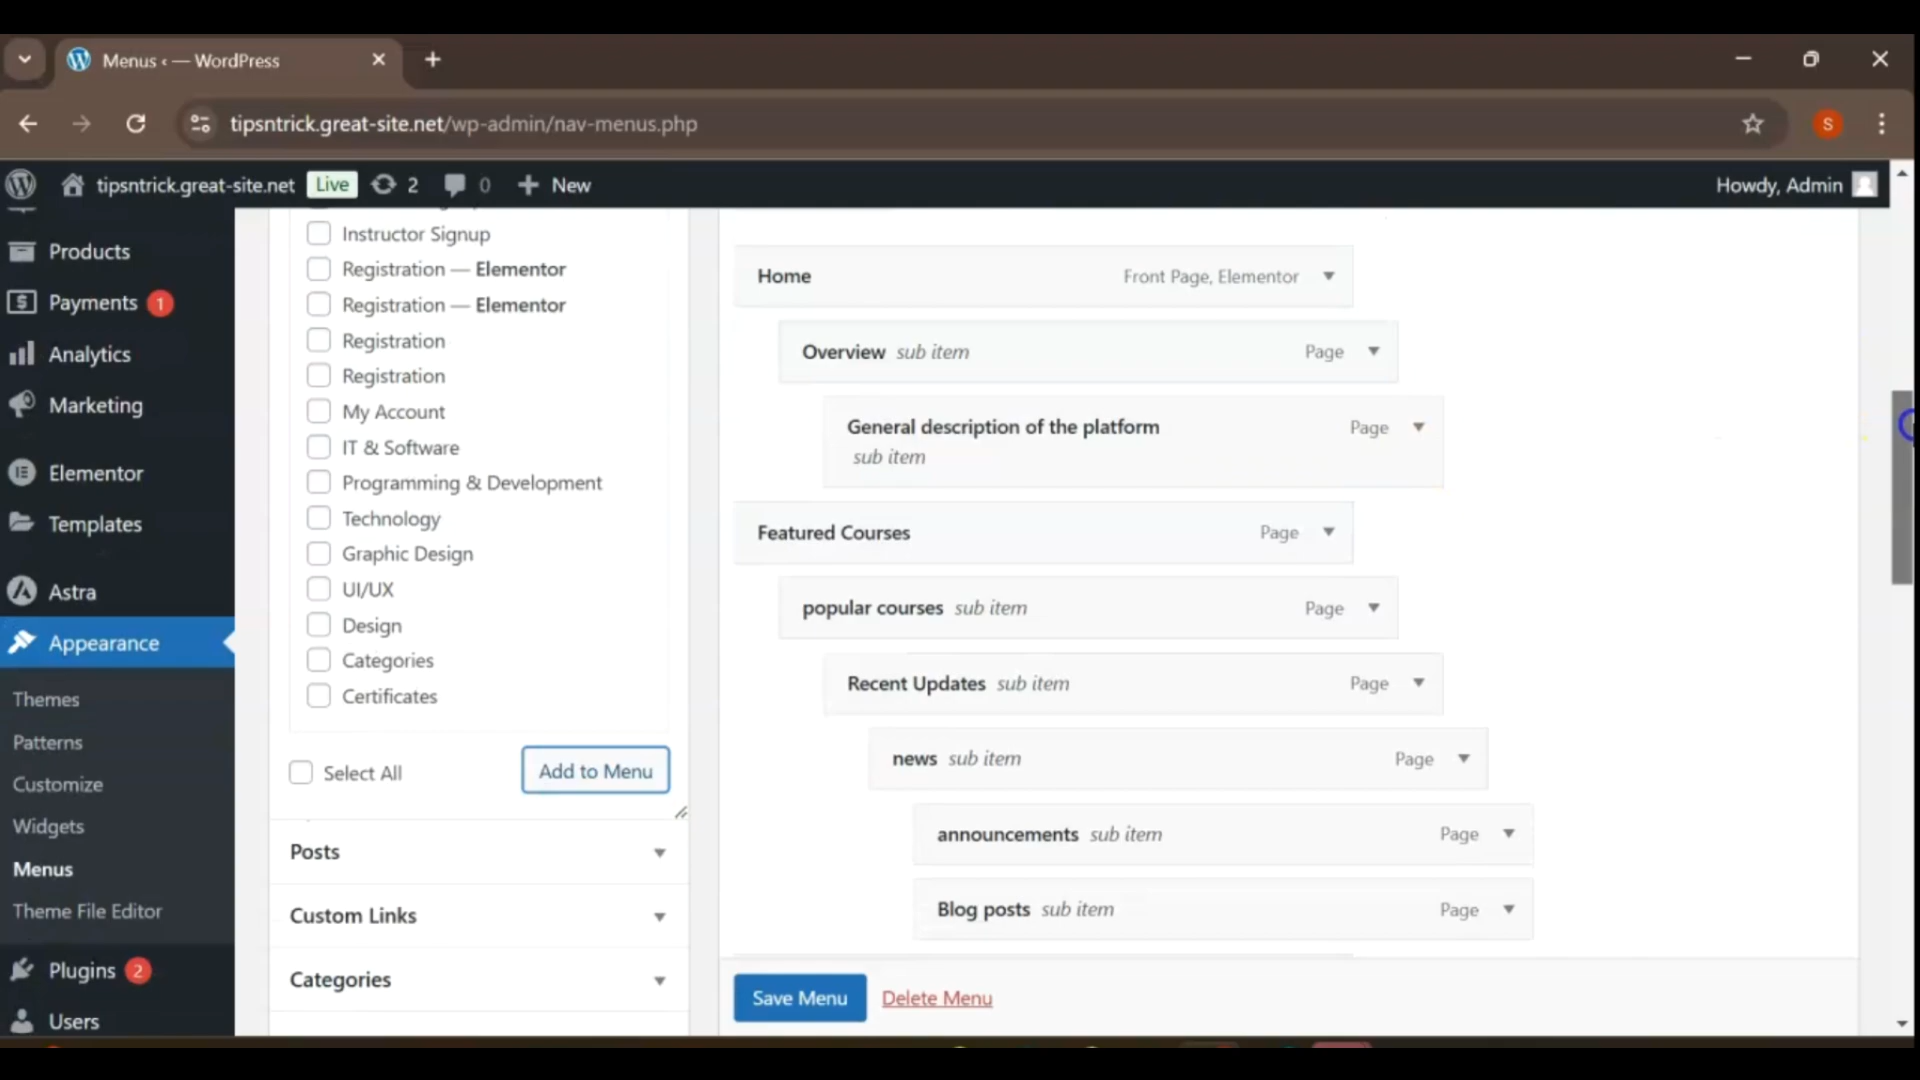 Menus ‹ — WordPress
tipsntrick.great-site.net/wp-admin/nav-menus.php
S
tipsntrick.great-site.net Live 2 0 New
Howdy, Admin
Products
Payments 1
Analytics
Marketing
Elementor
Templates
Astra
Appearance
Themes
Patterns
Customize
Widgets
Menus
Theme File Editor
Plugins 2
Users
Instructor Signup
Registration — Elementor
Registration — Elementor
Registration
Registration
My Account
IT & Software
Programming & Development
Technology
Graphic Design
UI/UX
Design
Categories
Certificates
Select All
Add to Menu
Posts
Custom Links
Categories
Home Front Page, Elementor
Overview sub item Page
General description of the platform Page
sub item
Featured Courses Page
popular courses sub item Page
Recent Updates sub item Page
news sub item Page
announcements sub item Page
Blog posts sub item Page
Save Menu Delete Menu